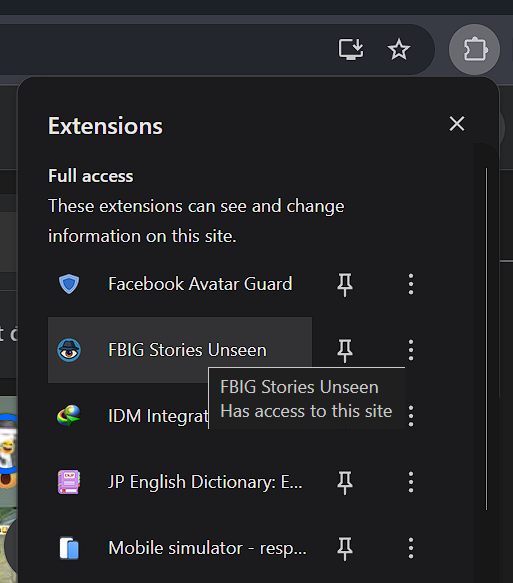 Extensions
Full access
These extensions can see and change
information on this site.
Facebook Avatar Guard
FBIG Stories Unseen
FBIG Stories Unseen
Has access to this site
IDM Integrat
JP English Dictionary: E...
Mobile simulator - resp...